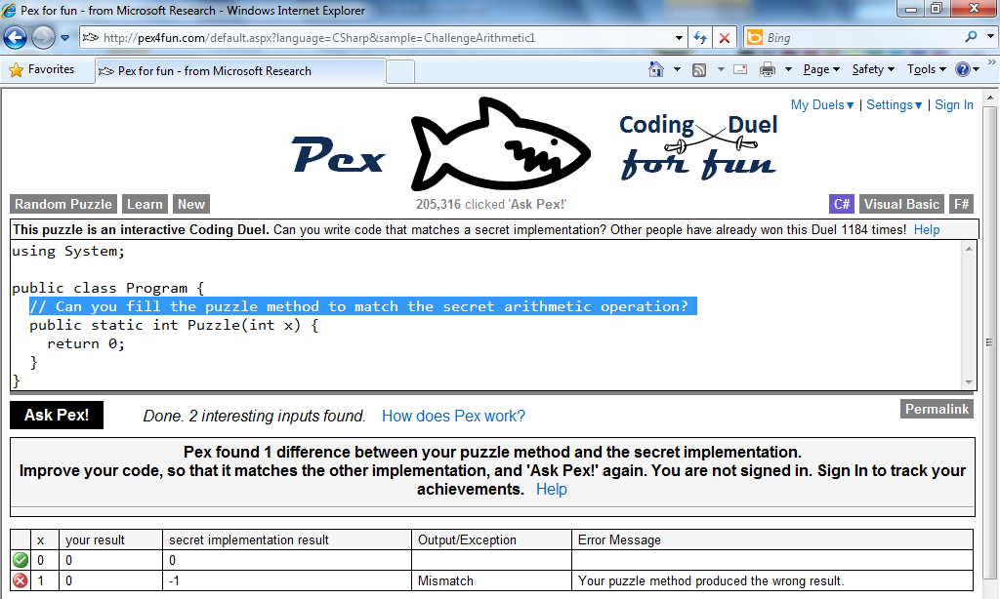 Pex for fun - from Microsoft Research - Windows Internet Explorer
http://pex4fun.com/default.aspx?language=CSharp&sample=ChallengeArithmetic1
Bing
Favorites
Pex for fun - from Microsoft Research
Page
Safety
Tools
My Duels▼ | Settings▼ | Sign In
Pex
Coding Duel
for fun
Random Puzzle
Learn
New
205,316 clicked 'Ask Pex!'
C#
Visual Basic
F#
This puzzle is an interactive Coding Duel. Can you write code that matches a secret implementation? Other people have already won this Duel 1184 times! Help
using System;
public class Program {
// Can you fill the puzzle method to match the secret arithmetic operation?
public static int Puzzle(int x) {
return 0;
}
}
Ask Pex!
Done. 2 interesting inputs found. How does Pex work?
Permalink
Pex found 1 difference between your puzzle method and the secret implementation.
Improve your code, so that it matches the other implementation, and 'Ask Pex!' again. You are not signed in. Sign In to track your
achievements. Help
x your result secret implementation result Output/Exception Error Message
0 0 0
1 0 -1 Mismatch Your puzzle method produced the wrong result.